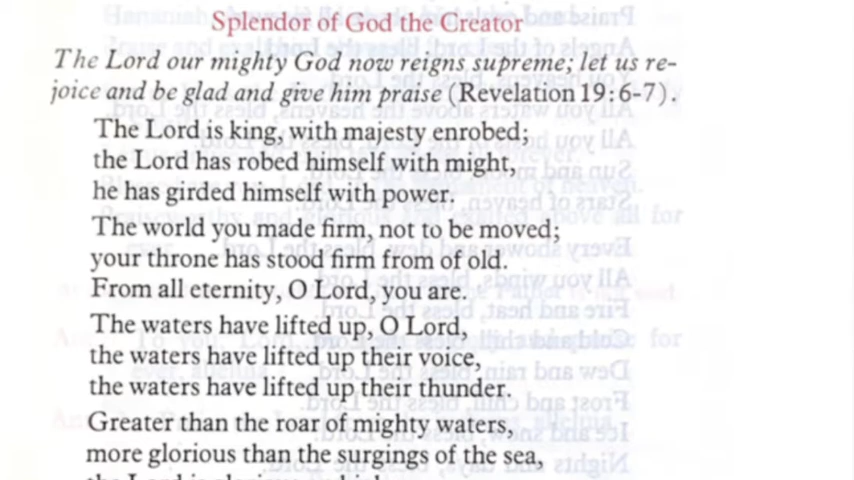 Splendor of God the Creator
The Lord our mighty God now reigns supreme; let us re-
joice and be glad and give him praise (Revelation 19:6-7).
The Lord is king, with majesty enrobed;
the Lord has robed himself with might,
he has girded himself with power.
The world you made firm, not to be moved;
your throne has stood firm from of old.
From all eternity, O Lord, you are.
The waters have lifted up, O Lord,
the waters have lifted up their voice,
the waters have lifted up their thunder.
Greater than the roar of mighty waters,
more glorious than the surgings of the sea,